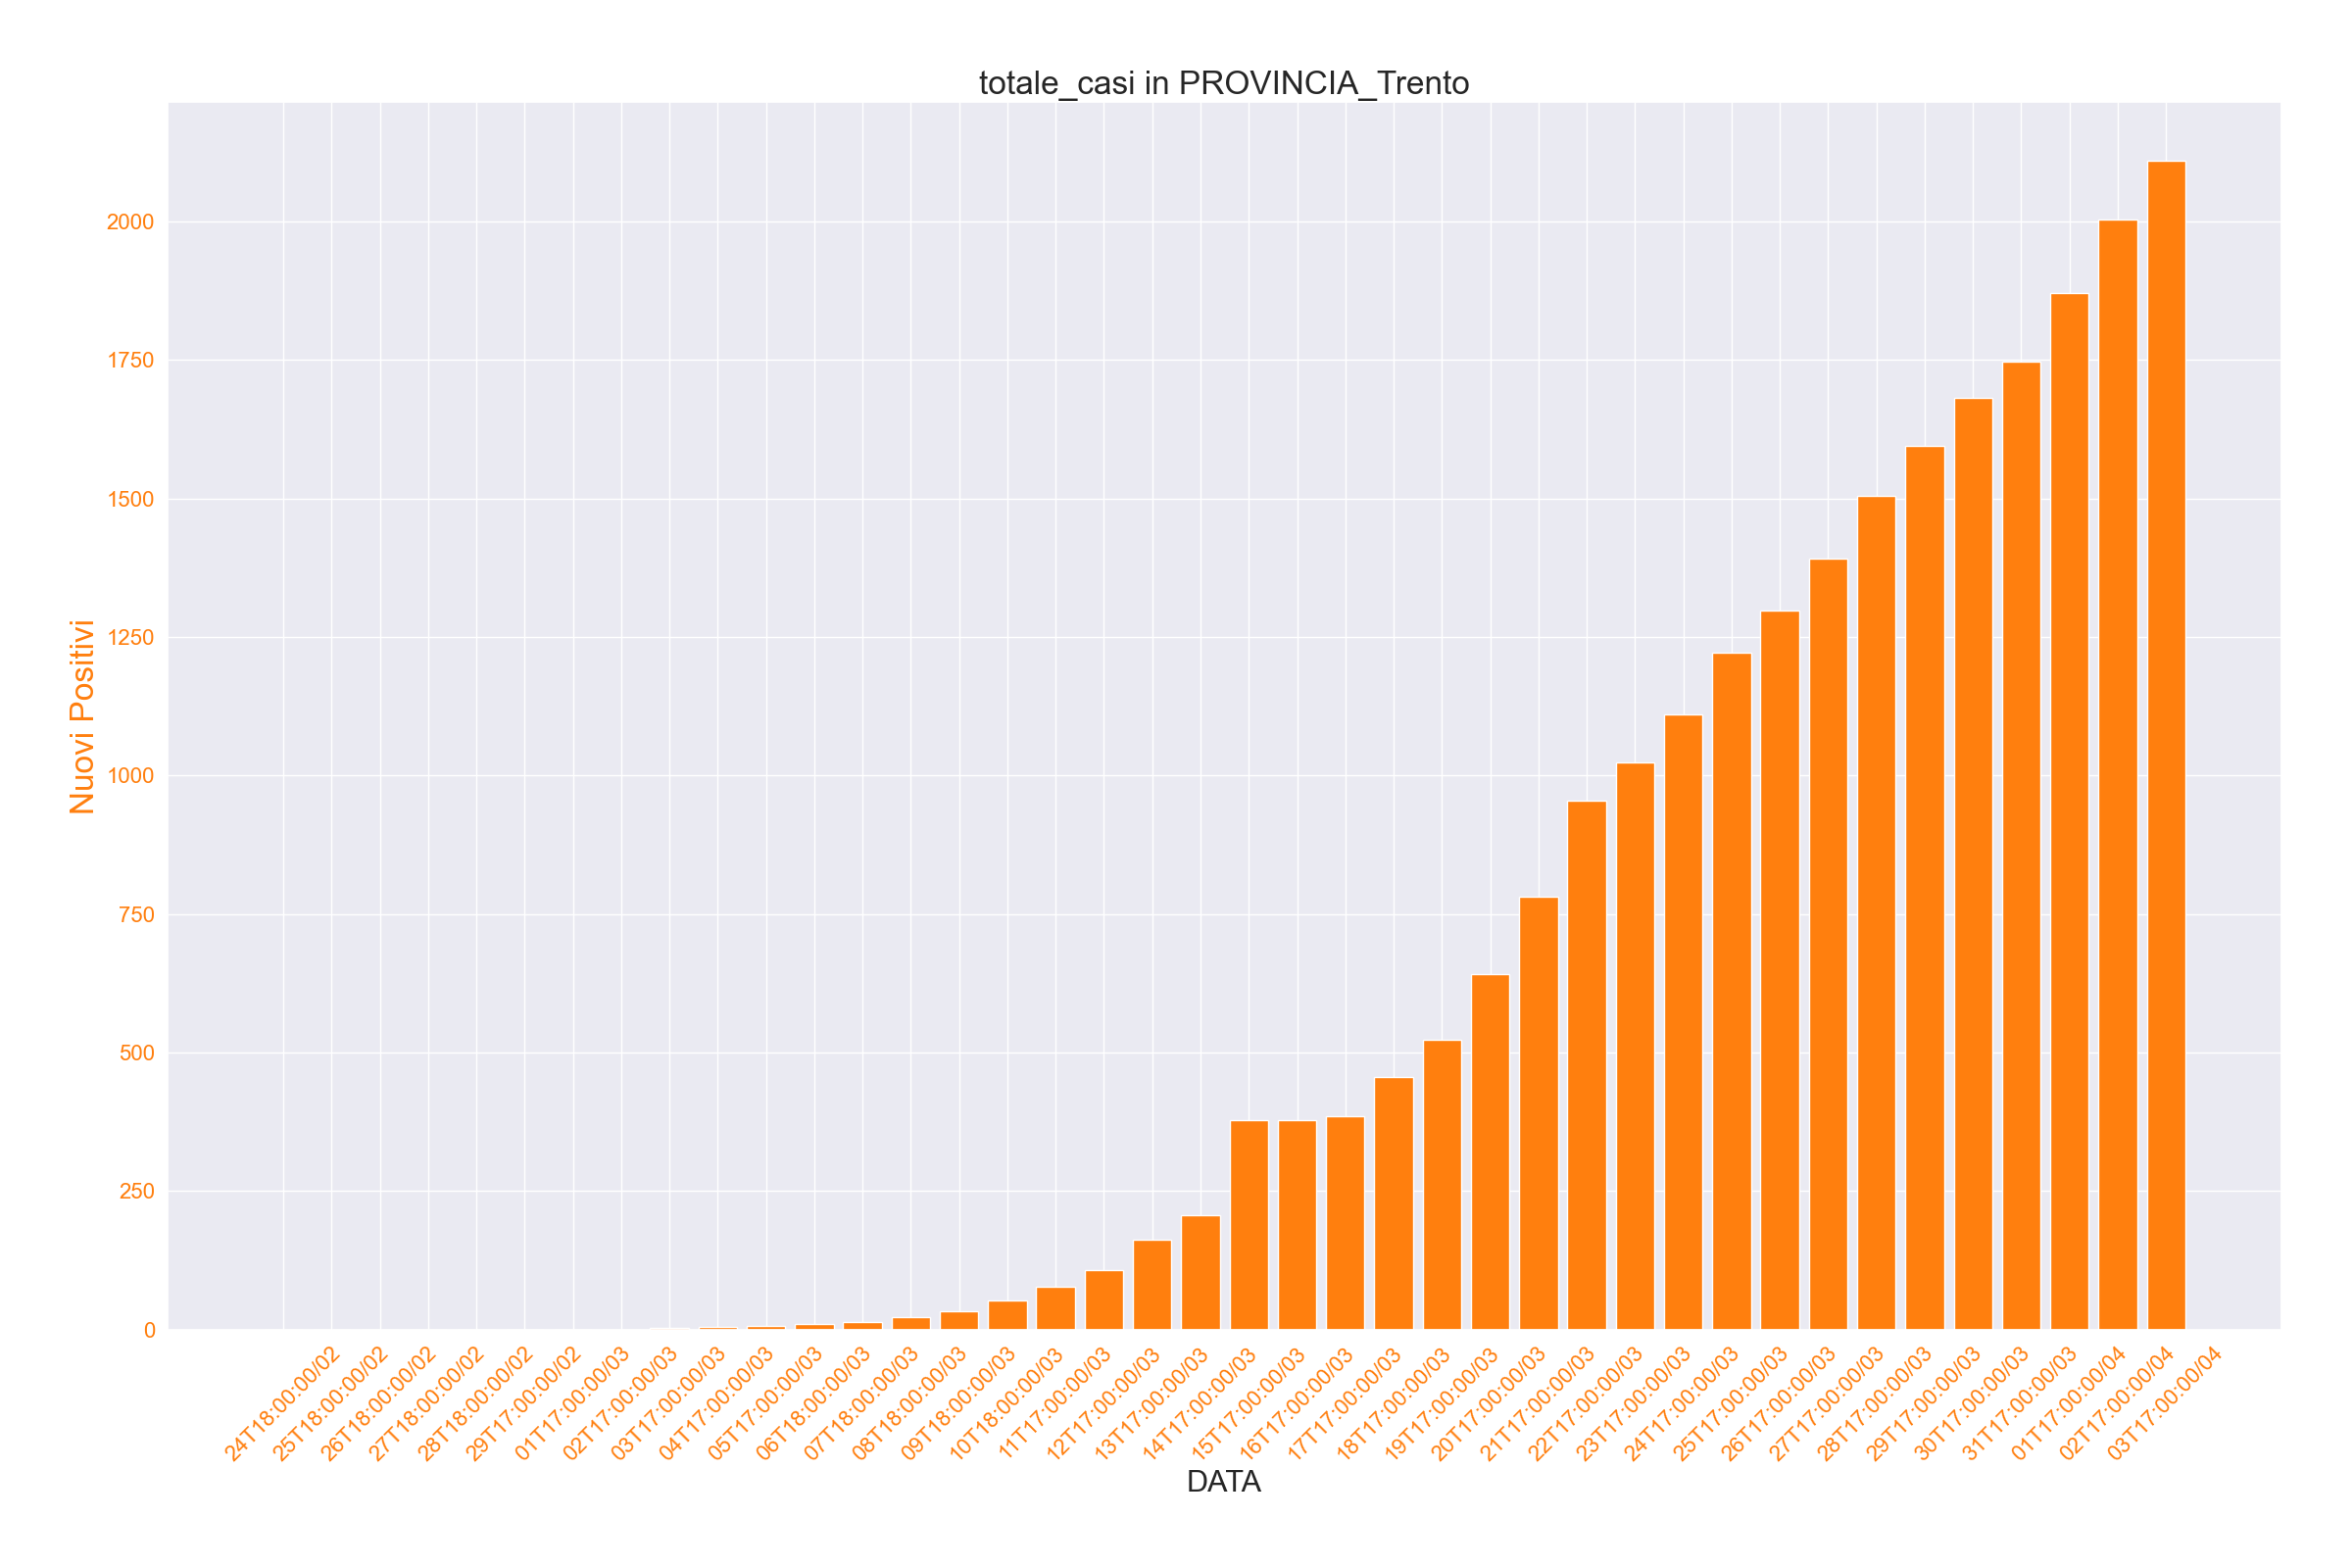 totale_casi in PROVINCIA_Trento
Nuovi Positivi
2000
1750
1500
1250
1000
750
500
250
0
24T18:00:00/02
25T18:00:00/02
26T18:00:00/02
27T18:00:00/02
28T18:00:00/02
29T17:00:00/02
01T17:00:00/03
02T17:00:00/03
03T17:00:00/03
04T17:00:00/03
05T17:00:00/03
06T18:00:00/03
07T18:00:00/03
08T18:00:00/03
09T18:00:00/03
10T18:00:00/03
11T17:00:00/03
12T17:00:00/03
13T17:00:00/03
14T17:00:00/03
15T17:00:00/03
16T17:00:00/03
17T17:00:00/03
18T17:00:00/03
19T17:00:00/03
20T17:00:00/03
21T17:00:00/03
22T17:00:00/03
23T17:00:00/03
24T17:00:00/03
25T17:00:00/03
26T17:00:00/03
27T17:00:00/03
28T17:00:00/03
29T17:00:00/03
30T17:00:00/03
31T17:00:00/03
01T17:00:00/04
02T17:00:00/04
03T17:00:00/04
DATA